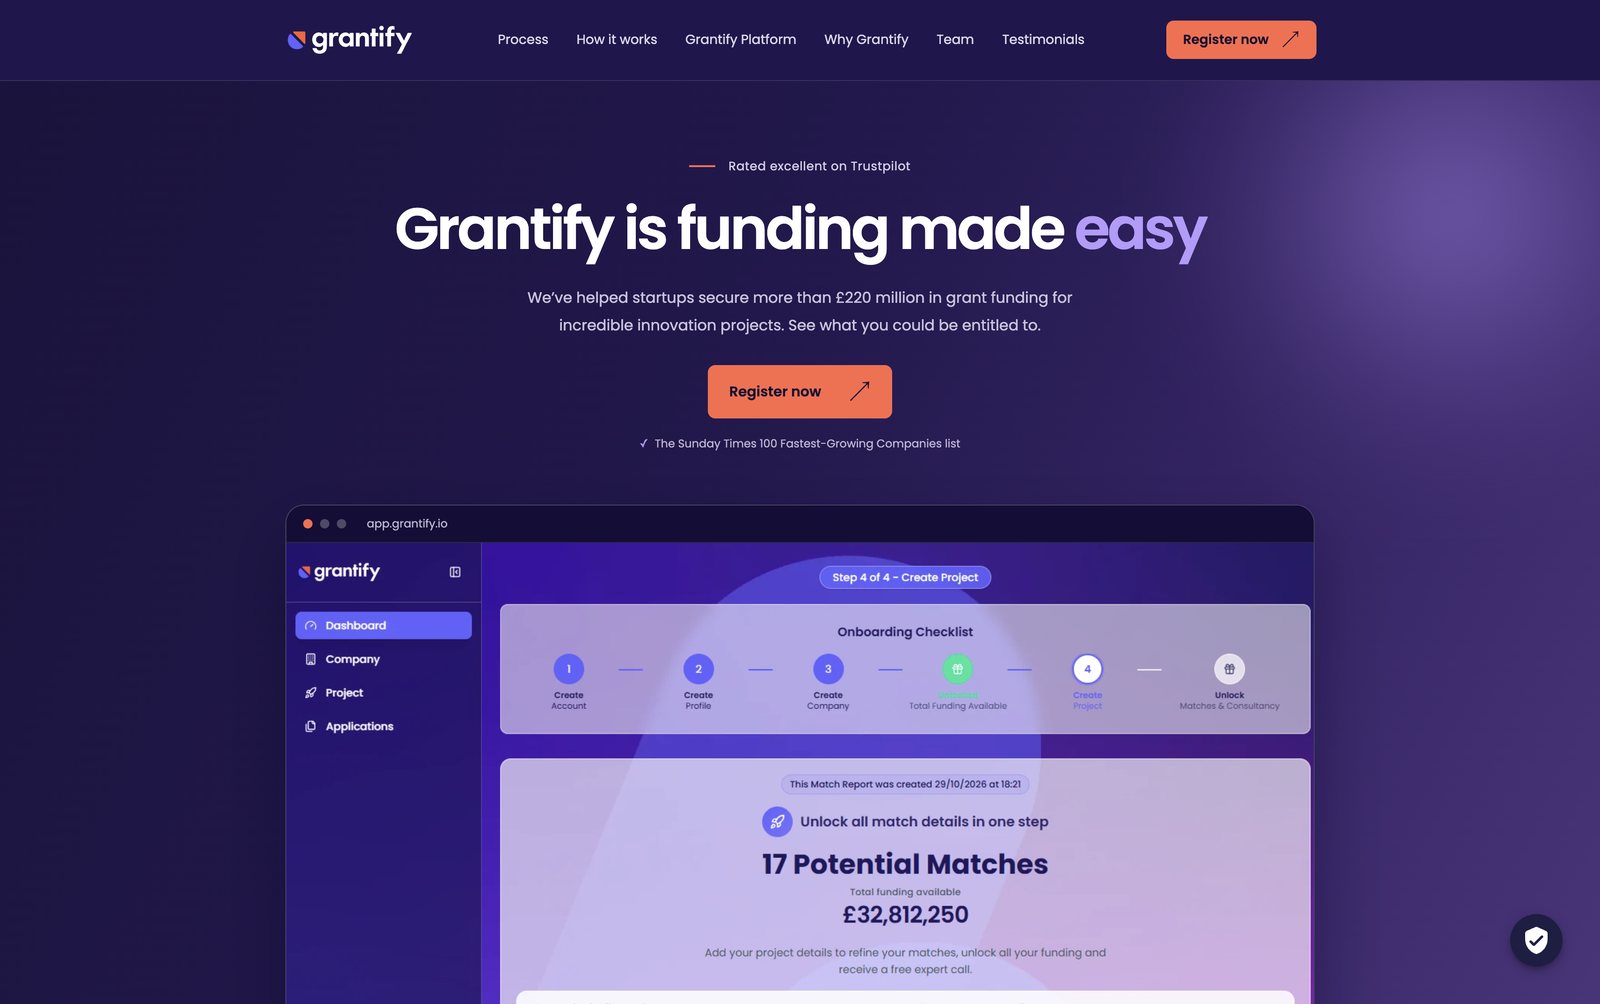 grantify
Process
How it works
Grantify Platform
Why Grantify
Team
Testimonials
Register now
Rated excellent on Trustpilot
Grantify is funding made easy
We've helped startups secure more than £220 million in grant funding for
incredible innovation projects. See what you could be entitled to.
Register now
✓ The Sunday Times 100 Fastest-Growing Companies list
app.grantify.io
grantify
Dashboard
Company
Project
Applications
Step 4 of 4 - Create Project
Onboarding Checklist
1
Create
Account
2
Create
Profile
3
Create
Company
Total Funding Available
4
Create
Project
Unlock
Matches & Consultancy
This Match Report was created 29/10/2026 at 18:21
Unlock all match details in one step
17 Potential Matches
Total funding available
£32,812,250
Add your project details to refine your matches, unlock all your funding and
receive a free expert call.